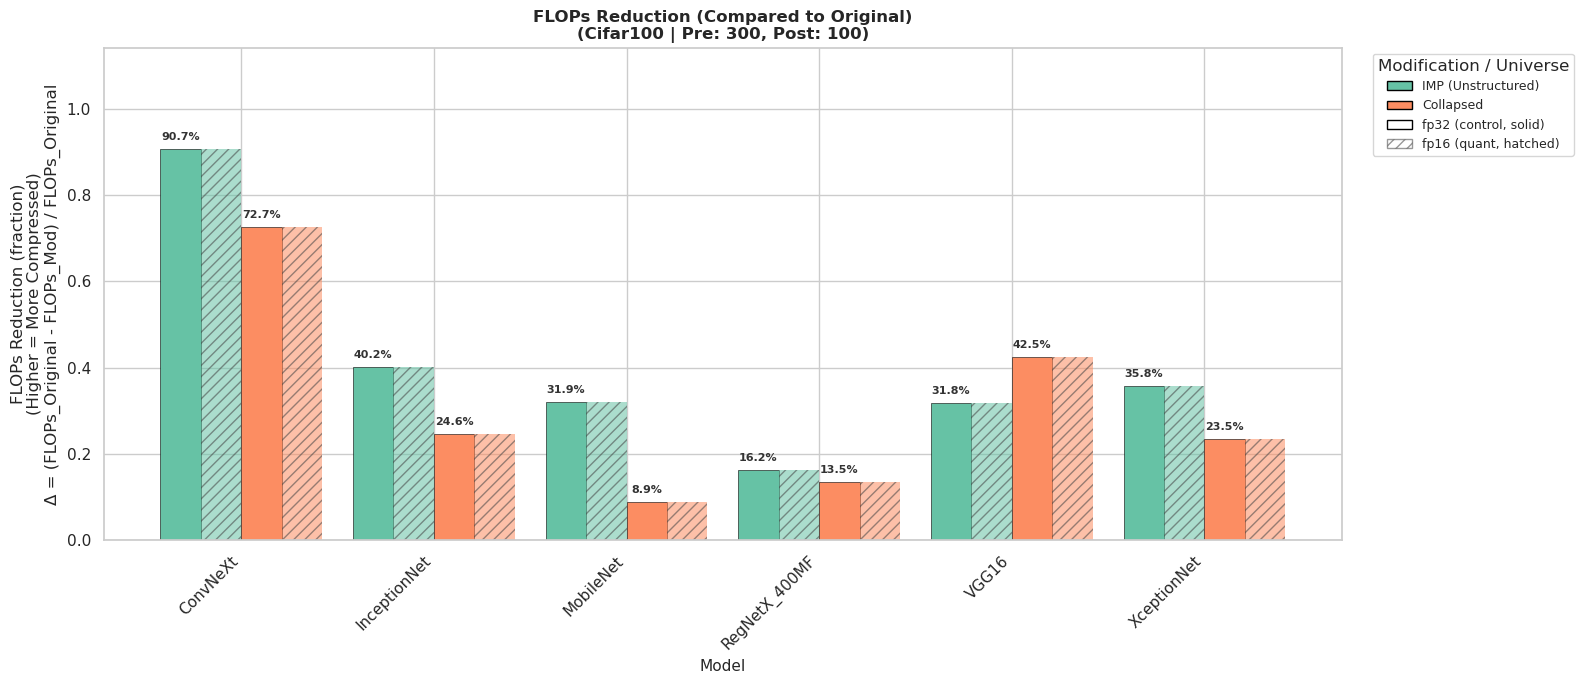 FLOPs Reduction (Compared to Original)
(Cifar100 | Pre: 300, Post: 100)
FLOPs Reduction (fraction)
(Higher = More Compressed)
Δ = (FLOPs_Original - FLOPs_Mod) / FLOPs_Original
1.0
0.8
0.6
0.4
0.2
0.0
90.7%
72.7%
40.2%
24.6%
31.9%
8.9%
16.2%
13.5%
31.8%
42.5%
35.8%
23.5%
ConvNeXt
InceptionNet
MobileNet
RegNetX_400MF
VGG16
XceptionNet
Model
Modification / Universe
IMP (Unstructured)
Collapsed
fp32 (control, solid)
fp16 (quant, hatched)